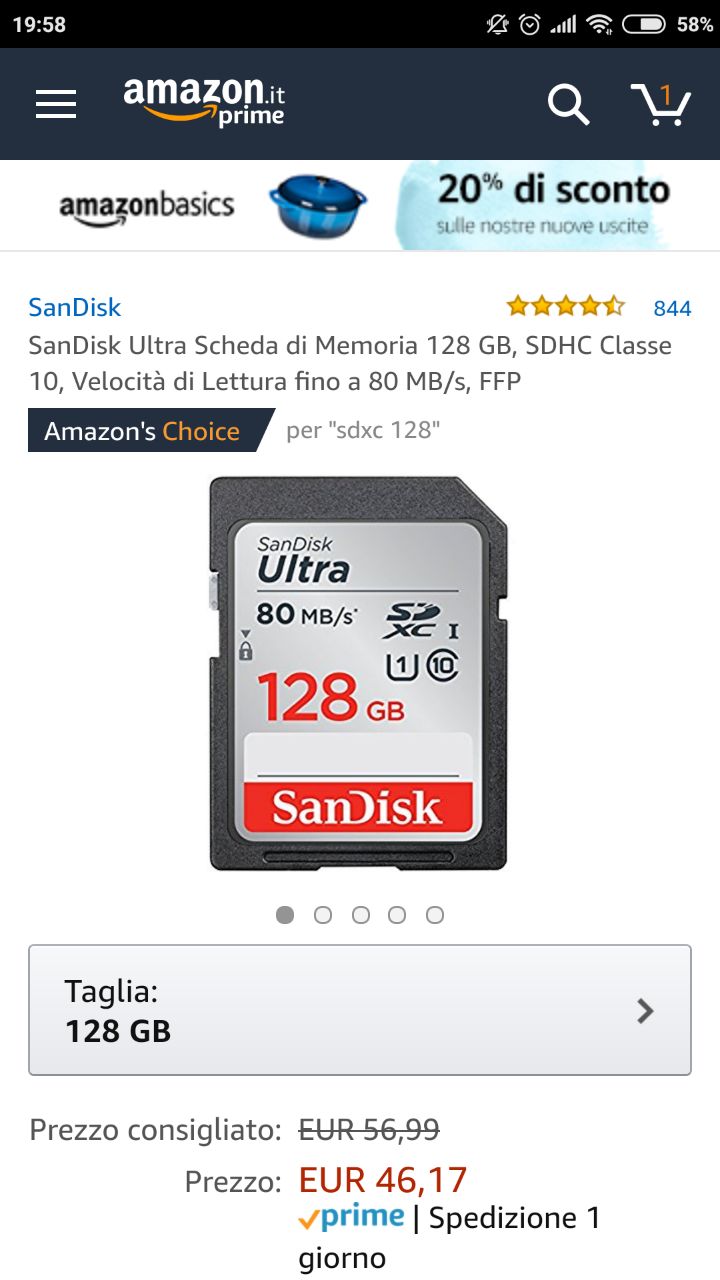 19:58
58%
amazon.it
prime
1
amazonbasics
20% di sconto
sulle nostre nuove uscite
SanDisk
844
SanDisk Ultra Scheda di Memoria 128 GB, SDHC Classe
10, Velocità di Lettura fino a 80 MB/s, FFP
Amazon's Choice
per "sdxc 128"
SanDisk
Ultra
80 MB/s*
SD
XC I
1 10
128 GB
SanDisk
Taglia:
128 GB
Prezzo consigliato: EUR 56,99
Prezzo: EUR 46,17
prime | Spedizione 1
giorno